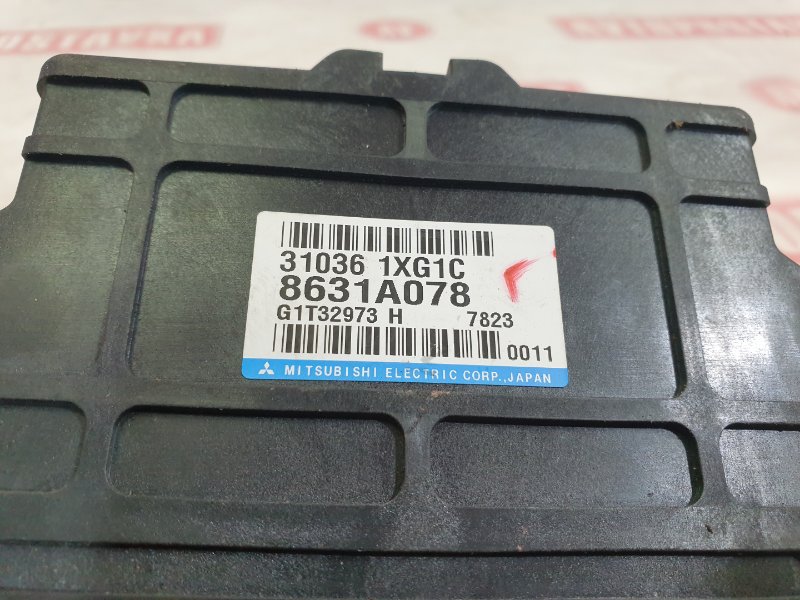 31036 1XG1C
8631A078
G1T32973 H 7823
0011
MITSUBISHI ELECTRIC CORP., JAPAN